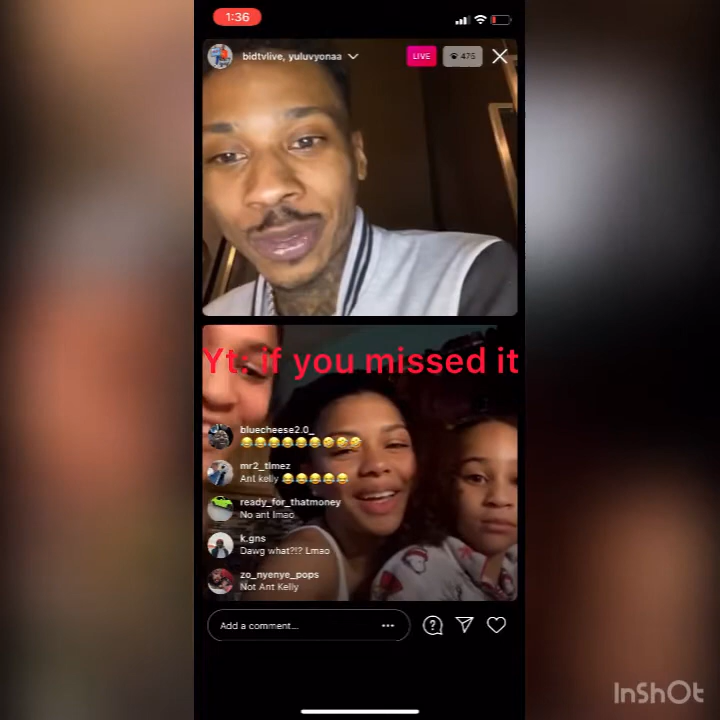 1:36
bidtvlive, yuluvyonaa
LIVE
475
Yt: if you missed it
bluecheese2.0_
😂😂😂😂😂😂😂🤣🤣
mr2_timez
Ant kelly 😂😂😂😂😂
ready_for_thatmoney
No ant lmao
k.gns
Dawg what?!? Lmao
zo_nyenye_pops
Not Ant Kelly
Add a comment...
InShOt